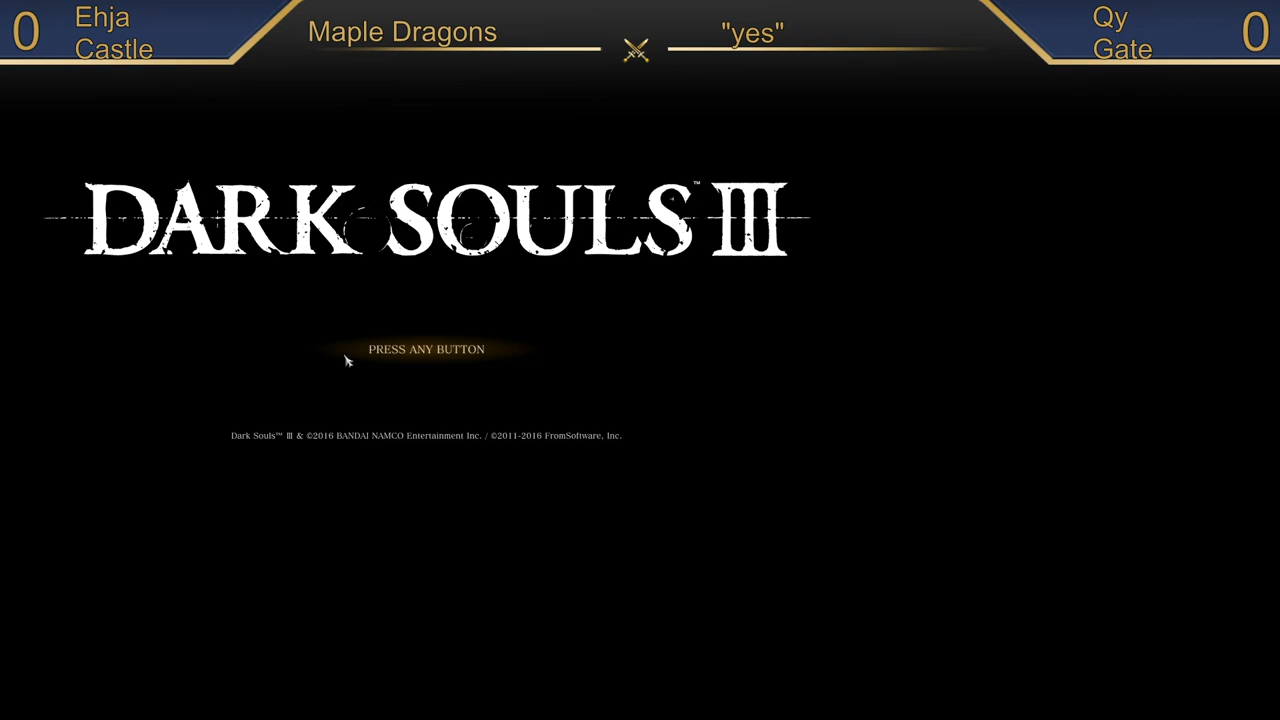 0
Ehja
Castle
Maple Dragons
"yes"
Qy
Gate
0
DARK SOULS™ III
PRESS ANY BUTTON
Dark Souls™ III & ©2016 BANDAI NAMCO Entertainment Inc. / ©2011-2016 FromSoftware, Inc.